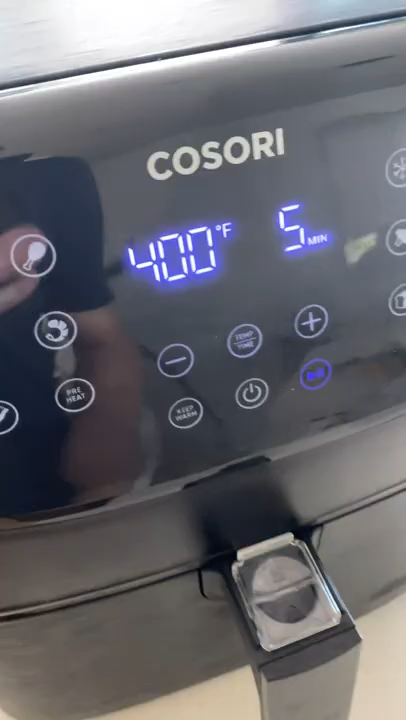 COSORI
400°F 5 MIN
TEMP
TIME
PRE
HEAT
KEEP
WARM